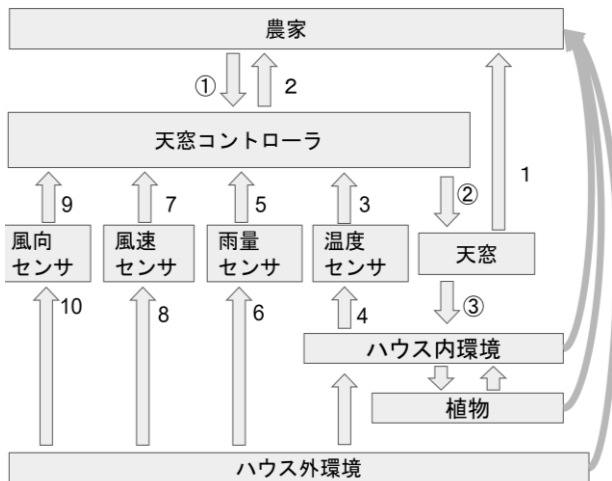 農家
① 2
天窓コントローラ
② 1
9 7 5 3
風向
センサ
風速
センサ
雨量
センサ
温度
センサ
天窓
10 8 6 4 ③
ハウス内環境
植物
ハウス外環境